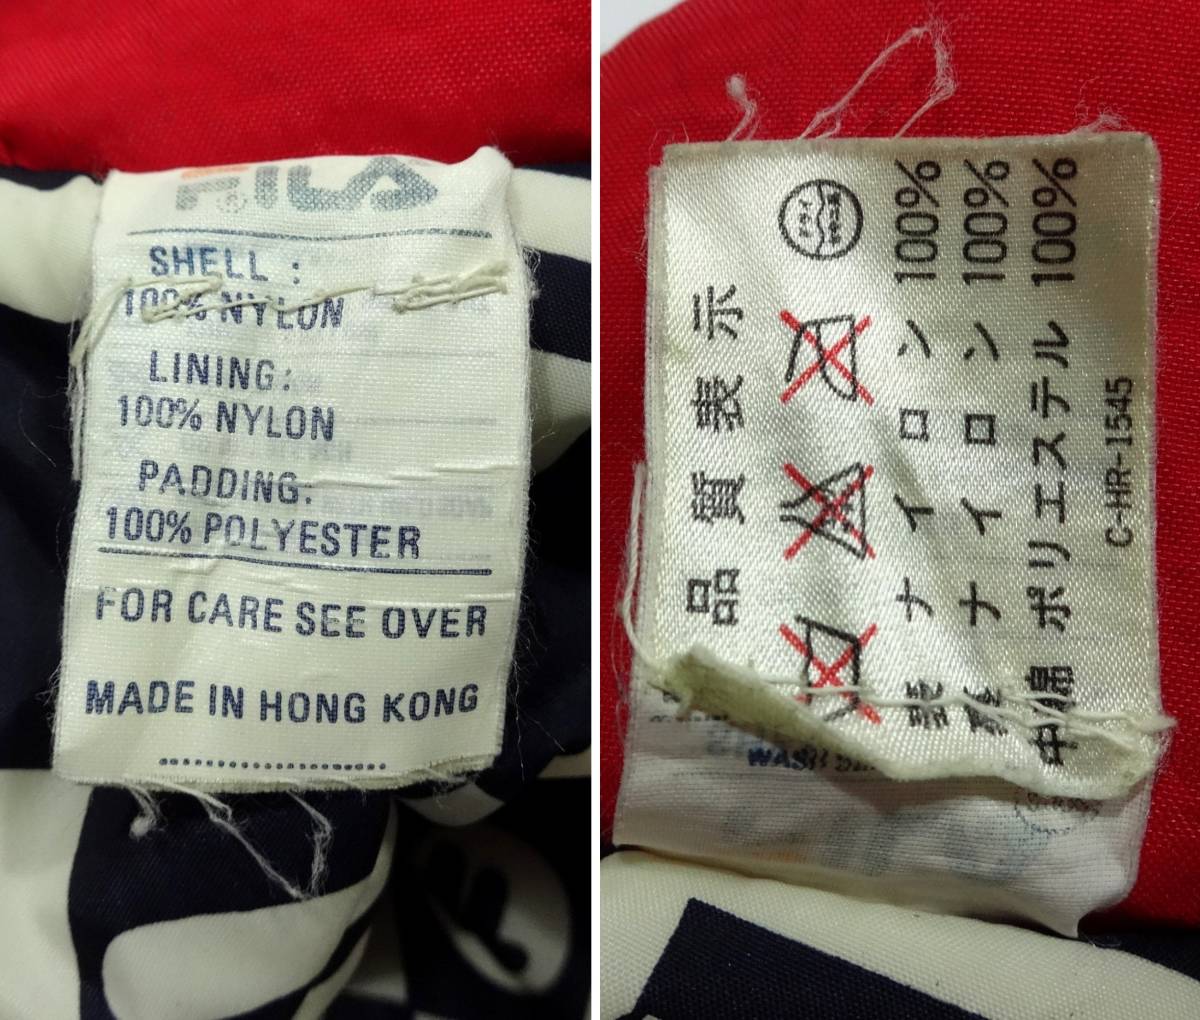 FILA®
SHELL :
100% NYLON
LINING:
100% NYLON
PADDING:
100% POLYESTER
FOR CARE SEE OVER
MADE IN HONG KONG
品質表示
ナイロン 100%
ナイロン 100%
中綿 ポリエステル 100%
C-HR-1545
WASH